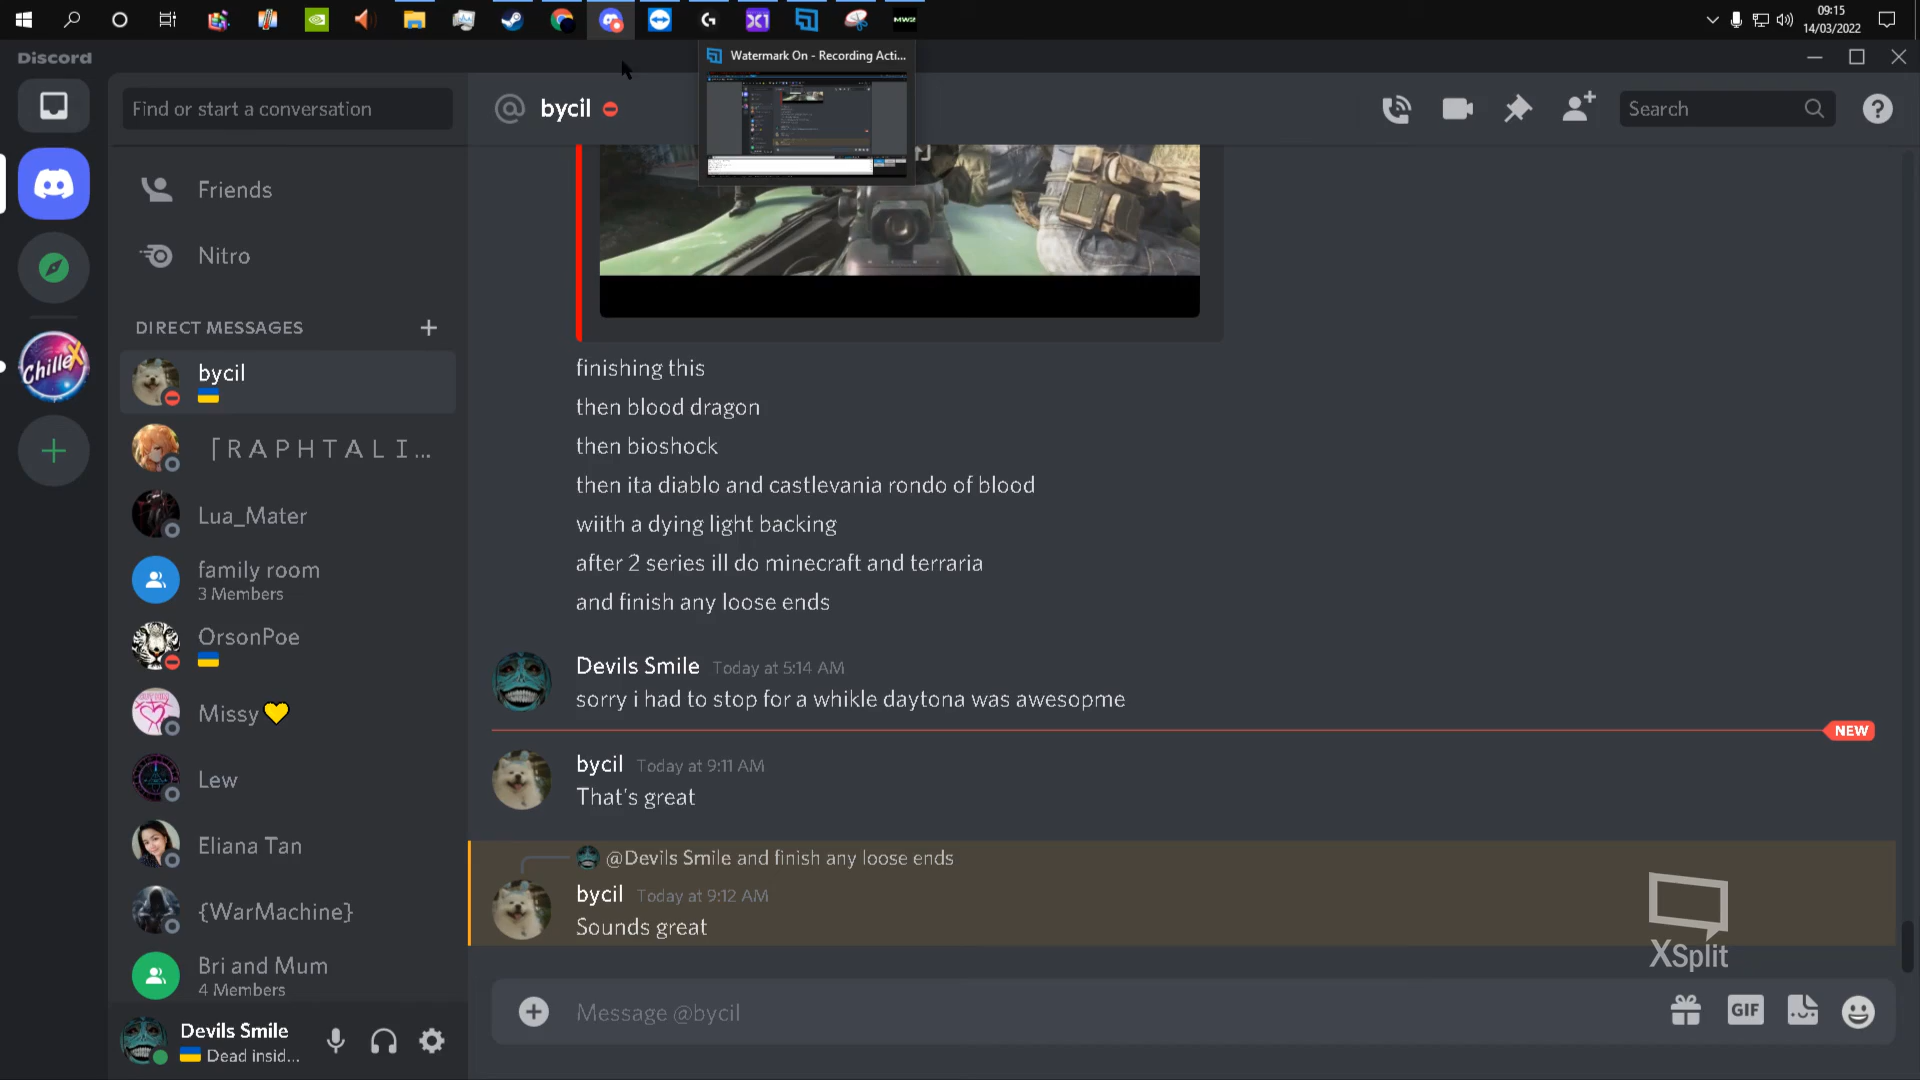 09:15
14/03/2022
Discord
Watermark On - Recording Acti...
Find or start a conversation
bycil
Search
Friends
Nitro
DIRECT MESSAGES
bycil
⌈ R A P H T A L I ...
Lua_Mater
family room
3 Members
OrsonPoe
Missy 💛
Lew
Eliana Tan
{WarMachine}
Bri and Mum
4 Members
Devils Smile
Dead insid...
ChilleX
finishing this
then blood dragon
then bioshock
then ita diablo and castlevania rondo of blood
wiith a dying light backing
after 2 series ill do minecraft and terraria
and finish any loose ends
Devils Smile Today at 5:14 AM
sorry i had to stop for a whikle daytona was awesopme
NEW
bycil Today at 9:11 AM
That's great
@Devils Smile and finish any loose ends
bycil Today at 9:12 AM
Sounds great
XSplit
Message @bycil
GIF